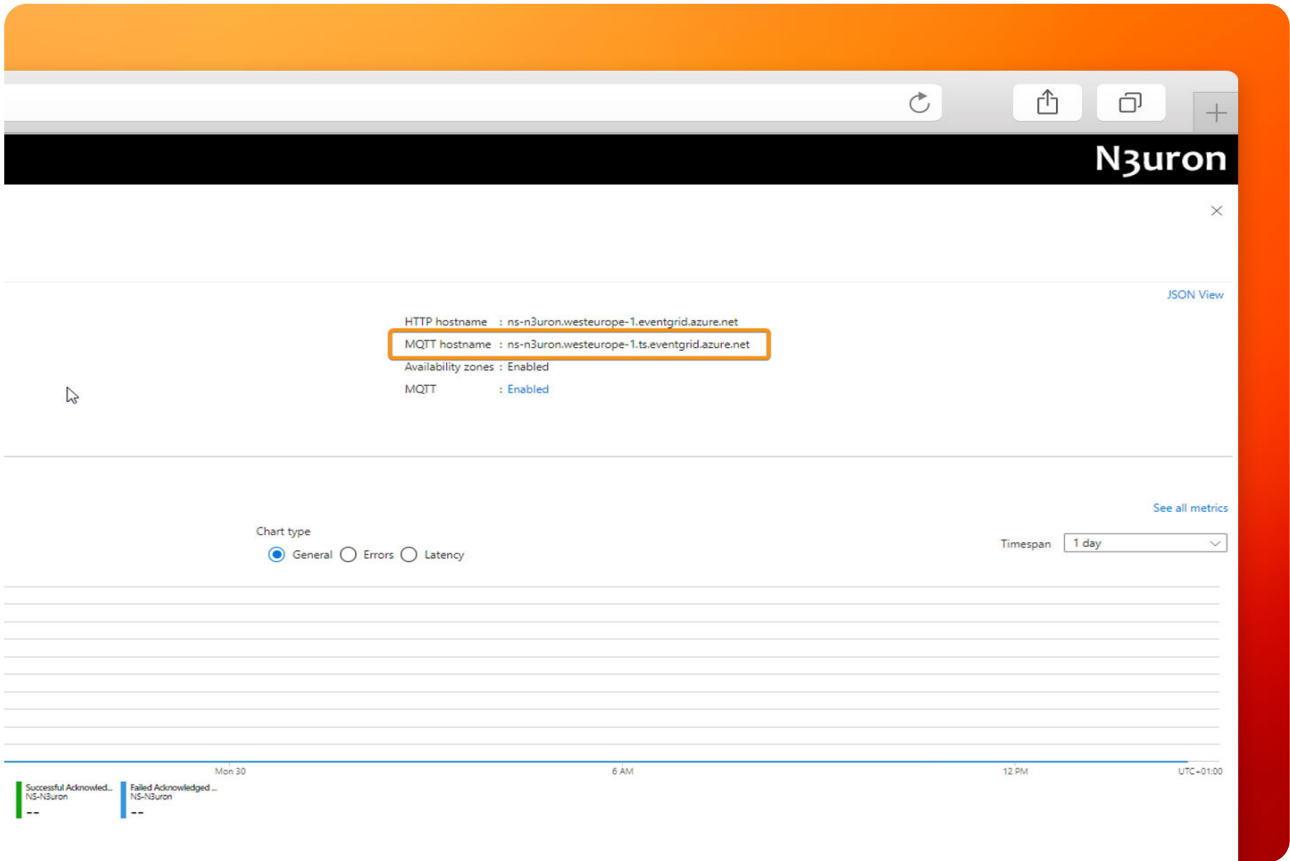 N3uron
JSON View
HTTP hostname : ns-n3uron.westeurope-1.eventgrid.azure.net
MQTT hostname : ns-n3uron.westeurope-1.ts.eventgrid.azure.net
Availability zones : Enabled
MQTT : Enabled
See all metrics
Chart type
General Errors Latency
Timespan 1 day
Mon 30 6 AM 12 PM UTC+01:00
Successful Acknowled... Failed Acknowledged ...
NS-N3uron NS-N3uron
-- --